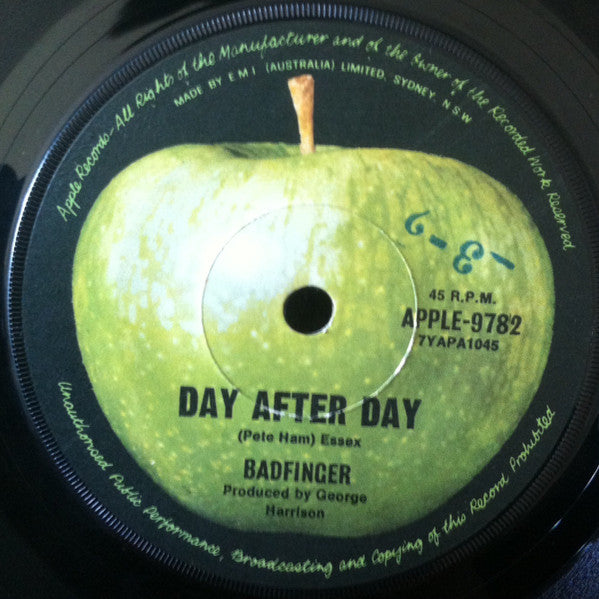 Apple Records-All Rights of the Manufacturer and of the Owner of the Recorded Work Reserved
MADE BY EMI (AUSTRALIA) LIMITED, SYDNEY, N.S.W
45 R.P.M.
APPLE-9782
7YAPA1045
DAY AFTER DAY
(Pete Ham) Essex
BADFINGER
Produced by George
Harrison
Unauthorised Public Performance, Broadcasting and Copying of this Record Prohibited